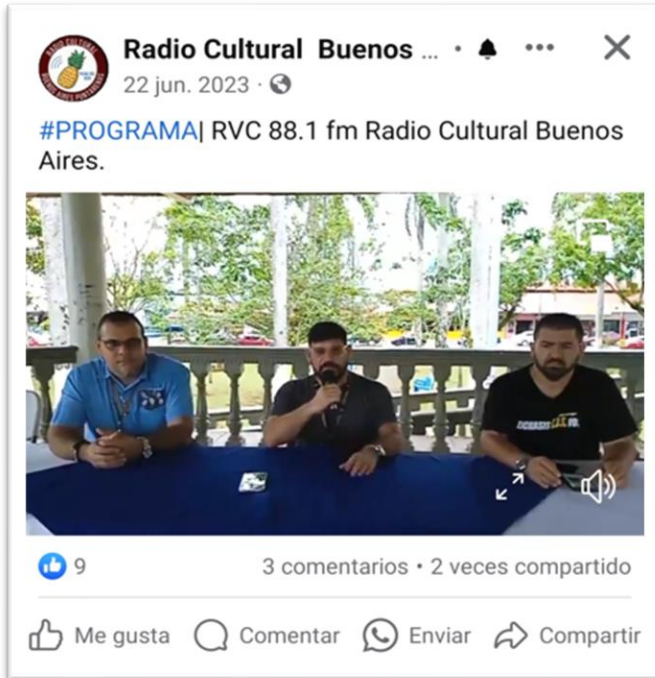 Radio Cultural Buenos ...
22 jun. 2023
#PROGRAMA| RVC 88.1 fm Radio Cultural Buenos
Aires.
9
3 comentarios • 2 veces compartido
Me gusta
Comentar
Enviar
Compartir